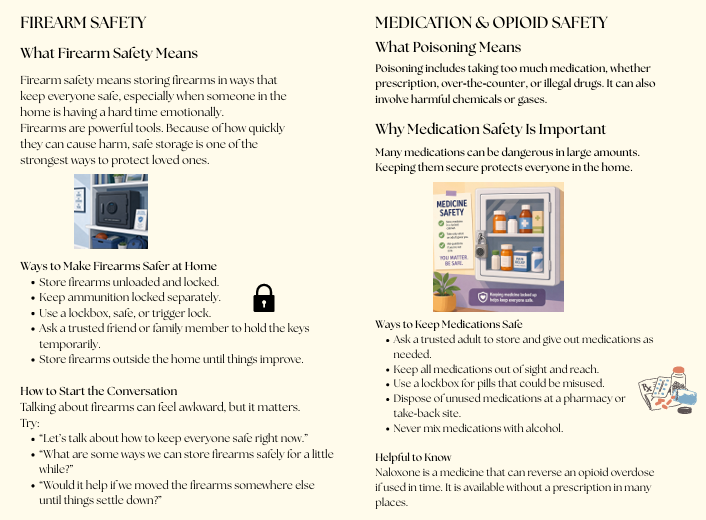 FIREARM SAFETY
What Firearm Safety Means
Firearm safety means storing firearms in ways that
keep everyone safe, especially when someone in the
home is having a hard time emotionally.
Firearms are powerful tools. Because of how quickly
they can cause harm, safe storage is one of the
strongest ways to protect loved ones.
Ways to Make Firearms Safer at Home
• Store firearms unloaded and locked.
• Keep ammunition locked separately.
• Use a lockbox, safe, or trigger lock.
• Ask a trusted friend or family member to hold the keys
temporarily.
• Store firearms outside the home until things improve.
How to Start the Conversation
Talking about firearms can feel awkward, but it matters.
Try:
• “Let’s talk about how to keep everyone safe right now.”
• “What are some ways we can store firearms safely for a little
while?”
• “Would it help if we moved the firearms somewhere else
until things settle down?”
MEDICATION & OPIOID SAFETY
What Poisoning Means
Poisoning includes taking too much medication, whether
prescription, over-the-counter, or illegal drugs. It can also
involve harmful chemicals or gases.
Why Medication Safety Is Important
Many medications can be dangerous in large amounts.
Keeping them secure protects everyone in the home.
MEDICINE
SAFETY
YOU MATTER.
BE SAFE.
PAIN
RELIEF
Keeping medicine locked up
helps keep everyone safe.
Ways to Keep Medications Safe
• Ask a trusted adult to store and give out medications as
needed.
• Keep all medications out of sight and reach.
• Use a lockbox for pills that could be misused.
• Dispose of unused medications at a pharmacy or
take-back site.
• Never mix medications with alcohol.
Helpful to Know
Naloxone is a medicine that can reverse an opioid overdose
if used in time. It is available without a prescription in many
places.